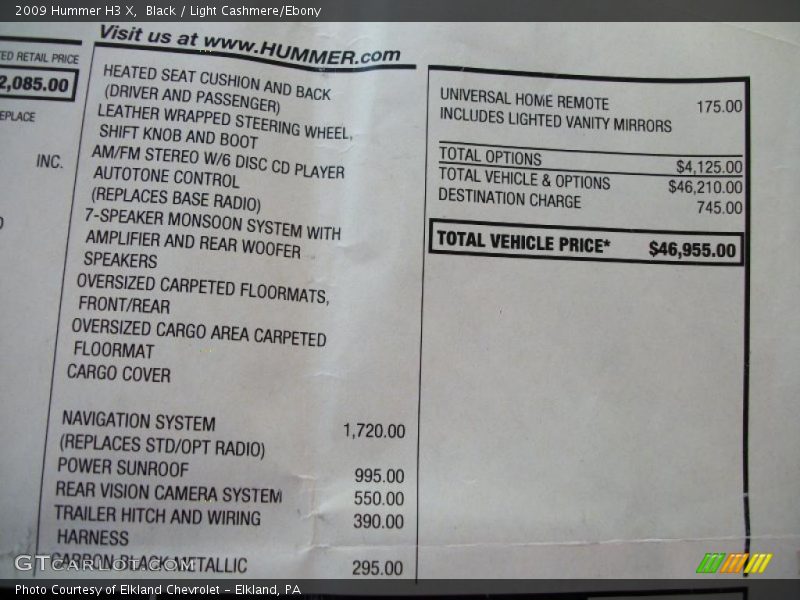 2009 Hummer H3 X, Black / Light Cashmere/Ebony
Visit us at www.HUMMER.com
RETAIL PRICE
2,085.00
INC.
HEATED SEAT CUSHION AND BACK
(DRIVER AND PASSENGER)
LEATHER WRAPPED STEERING WHEEL,
SHIFT KNOB AND BOOT
AM/FM STEREO W/6 DISC CD PLAYER
AUTOTONE CONTROL
(REPLACES BASE RADIO)
7-SPEAKER MONSOON SYSTEM WITH
AMPLIFIER AND REAR WOOFER
SPEAKERS
OVERSIZED CARPETED FLOORMATS,
FRONT/REAR
OVERSIZED CARGO AREA CARPETED
FLOORMAT
CARGO COVER
NAVIGATION SYSTEM 1,720.00
(REPLACES STD/OPT RADIO)
POWER SUNROOF 995.00
REAR VISION CAMERA SYSTEM 550.00
TRAILER HITCH AND WIRING 390.00
HARNESS
CARBON BLACK METALLIC 295.00
UNIVERSAL HOME REMOTE 175.00
INCLUDES LIGHTED VANITY MIRRORS
TOTAL OPTIONS $4,125.00
TOTAL VEHICLE & OPTIONS $46,210.00
DESTINATION CHARGE 745.00
TOTAL VEHICLE PRICE* $46,955.00
GTCARLOT.COM
Photo Courtesy of Elkland Chevrolet - Elkland, PA